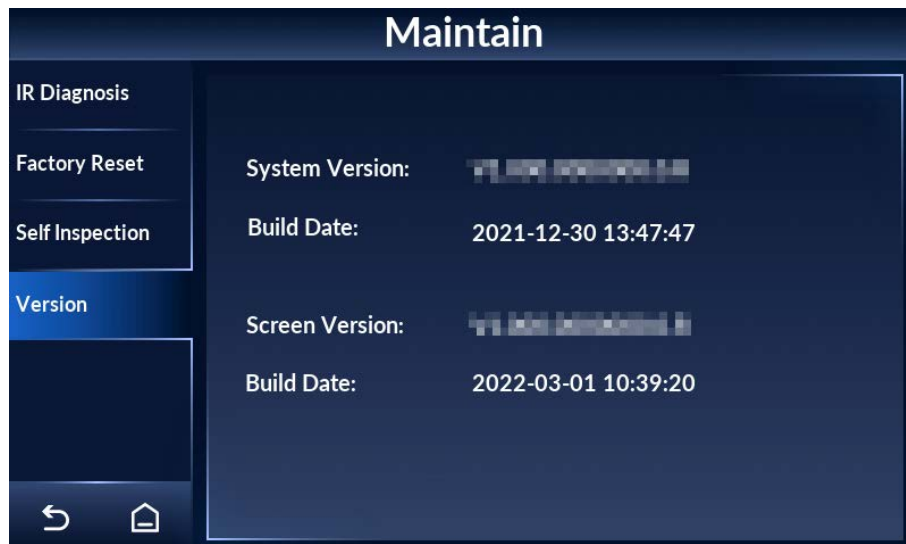 Maintain
IR Diagnosis
Factory Reset
Self Inspection
Version
System Version:
Build Date: 2021-12-30 13:47:47
Screen Version:
Build Date: 2022-03-01 10:39:20